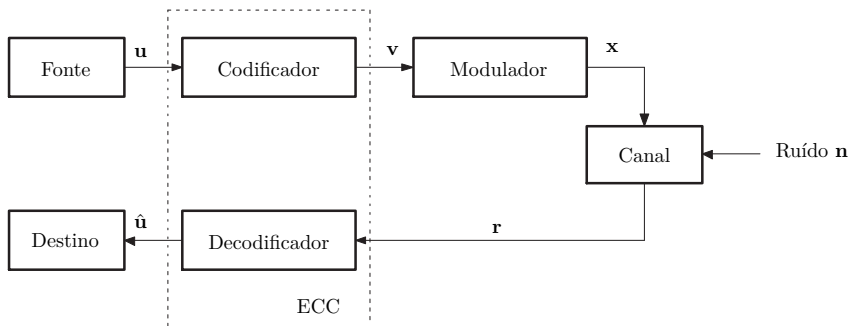 Fonte
u
Codificador
v
Modulador
x
Canal
Ruído n
Destino
û
Decodificador
r
ECC